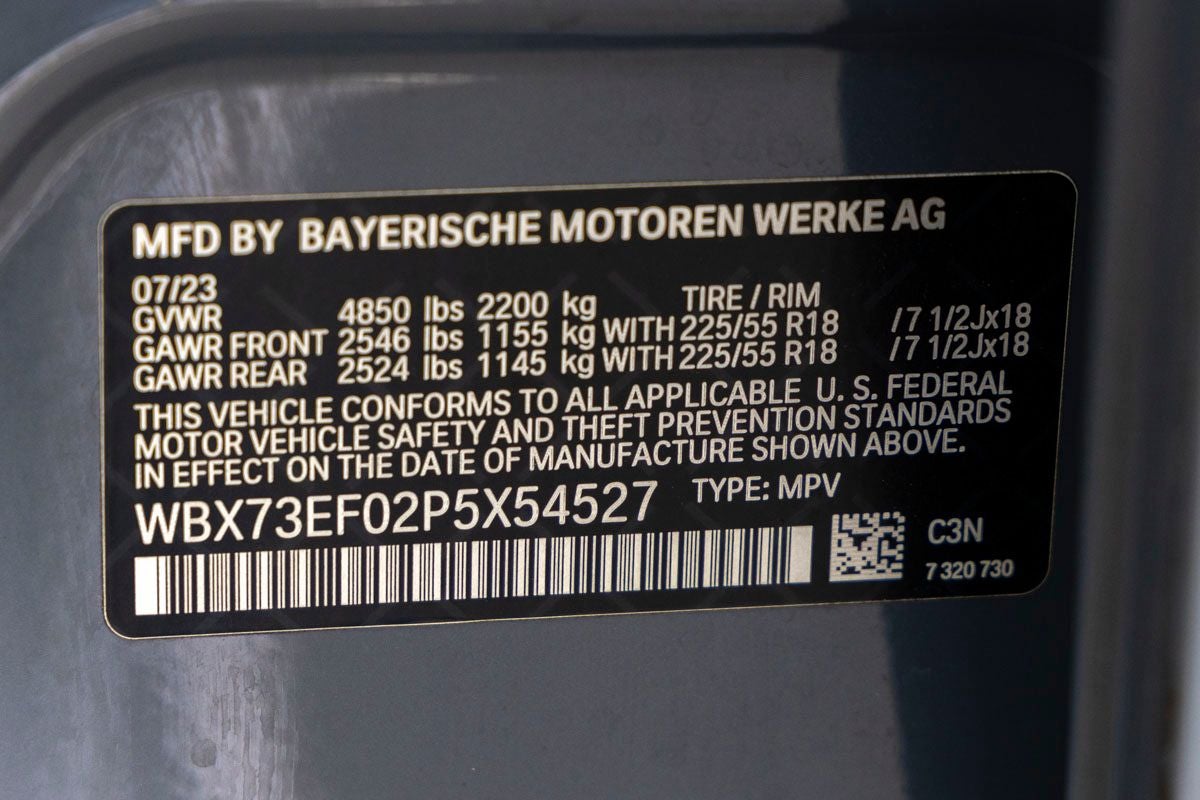 MFD BY BAYERISCHE MOTOREN WERKE AG
07/23 TIRE / RIM
GVWR 4850 lbs 2200 kg
GAWR FRONT 2546 lbs 1155 kg WITH 225/55 R18 /7 1/2Jx18
GAWR REAR 2524 lbs 1145 kg WITH 225/55 R18 /7 1/2Jx18
THIS VEHICLE CONFORMS TO ALL APPLICABLE U. S. FEDERAL
MOTOR VEHICLE SAFETY AND THEFT PREVENTION STANDARDS
IN EFFECT ON THE DATE OF MANUFACTURE SHOWN ABOVE.
WBX73EF02P5X54527 TYPE: MPV
C3N
7 320 730